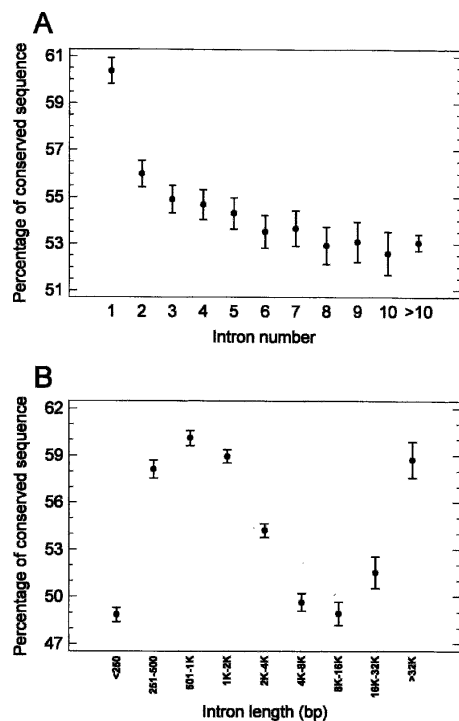 A
Percentage of conserved sequence
61
59
57
55
53
51
1 2 3 4 5 6 7 8 9 10 >10
Intron number
B
Percentage of conserved sequence
62
59
56
53
50
47
<250 251-500 501-1K 1K-2K 2K-4K 4K-8K 8K-16K 16K-32K >32K
Intron length (bp)